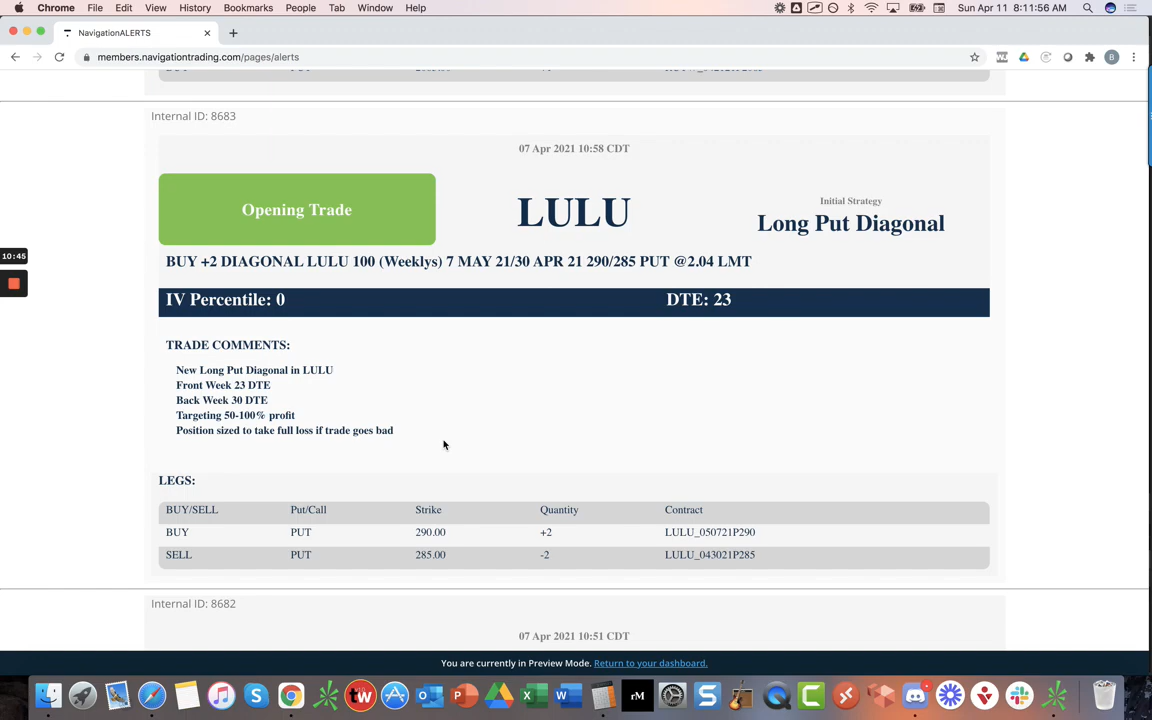 Chrome File Edit View History Bookmarks People Tab Window Help Sun Apr 11 8:11:56 AM
NavigationALERTS
members.navigationtrading.com/pages/alerts
Internal ID: 8683
07 Apr 2021 10:58 CDT
Opening Trade
LULU
Initial Strategy
Long Put Diagonal
BUY +2 DIAGONAL LULU 100 (Weeklys) 7 MAY 21/30 APR 21 290/285 PUT @2.04 LMT
10:45
IV Percentile: 0 DTE: 23
TRADE COMMENTS:
New Long Put Diagonal in LULU
Front Week 23 DTE
Back Week 30 DTE
Targeting 50-100% profit
Position sized to take full loss if trade goes bad
LEGS:
BUY/SELL Put/Call Strike Quantity Contract
BUY PUT 290.00 +2 LULU_050721P290
SELL PUT 285.00 -2 LULU_043021P285
Internal ID: 8682
07 Apr 2021 10:51 CDT
You are currently in Preview Mode. Return to your dashboard.
tw
rM